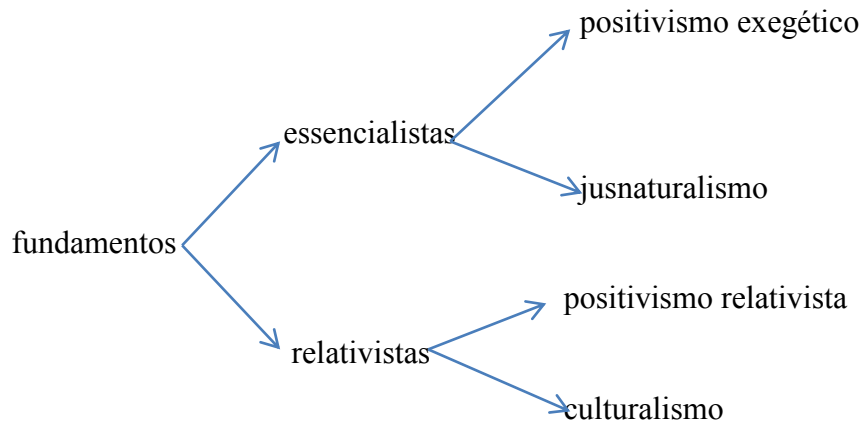 positivismo exegético
essencialistas
jusnaturalismo
fundamentos
positivismo relativista
relativistas
culturalismo